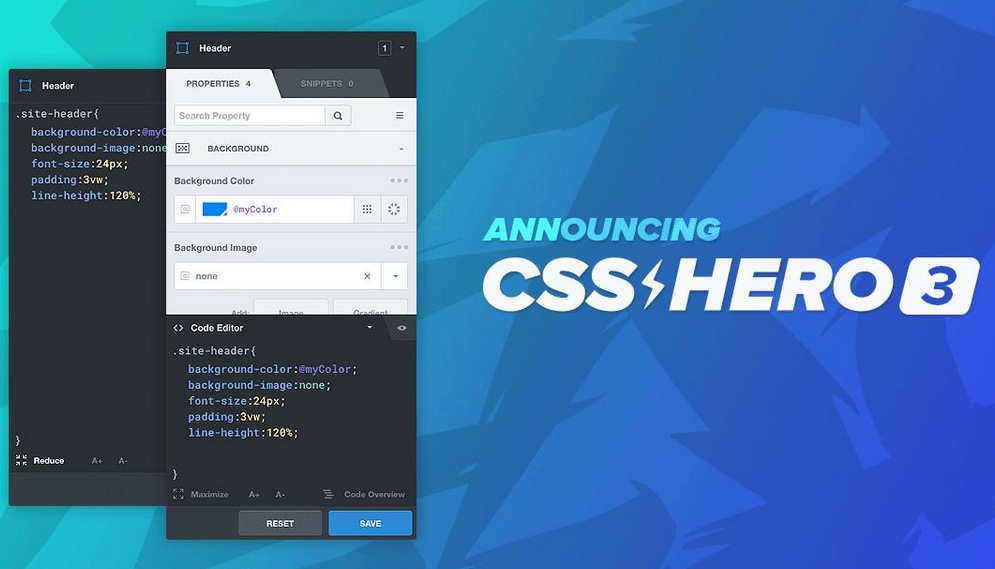 Header
.site-header{
background-color:@myC
background-image:none
font-size:24px;
padding:3vw;
line-height:120%;
}
Reduce A+ A-
Header 1
PROPERTIES 4 SNIPPETS 0
Search Property
BACKGROUND
Background Color
@myColor
Background Image
none
Add: Image Gradient
<> Code Editor
.site-header{
background-color:@myColor;
background-image:none;
font-size:24px;
padding:3vw;
line-height:120%;
}
Maximize A+ A- Code Overview
RESET SAVE
ANNOUNCING
CSS HERO 3